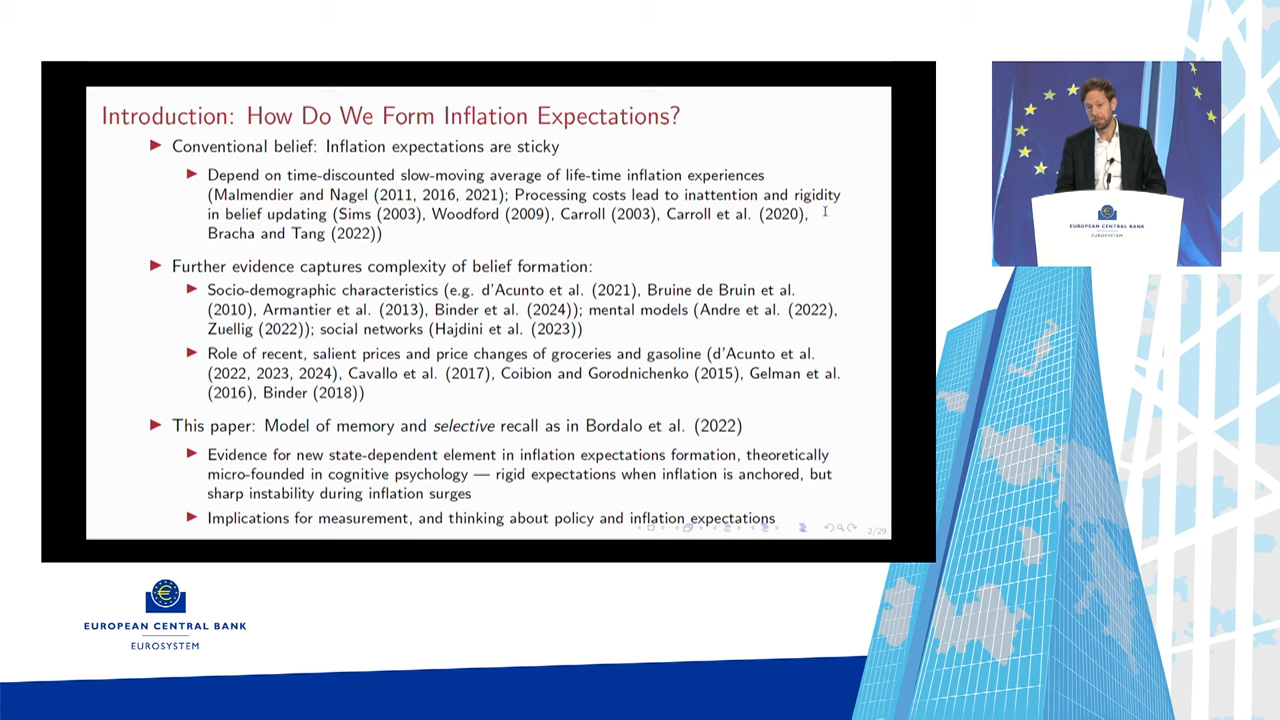 Introduction: How Do We Form Inflation Expectations?
Conventional belief: Inflation expectations are sticky
Depend on time-discounted slow-moving average of life-time inflation experiences
(Malmendier and Nagel (2011, 2016, 2021); Processing costs lead to inattention and rigidity
in belief updating (Sims (2003), Woodford (2009), Carroll (2003), Carroll et al. (2020),
Bracha and Tang (2022))
Further evidence captures complexity of belief formation:
Socio-demographic characteristics (e.g. d'Acunto et al. (2021), Bruine de Bruin et al.
(2010), Armantier et al. (2013), Binder et al. (2024)); mental models (Andre et al. (2022),
Zuellig (2022)); social networks (Hajdini et al. (2023))
Role of recent, salient prices and price changes of groceries and gasoline (d'Acunto et al.
(2022, 2023, 2024), Cavallo et al. (2017), Coibion and Gorodnichenko (2015), Gelman et al.
(2016), Binder (2018))
This paper: Model of memory and selective recall as in Bordalo et al. (2022)
Evidence for new state-dependent element in inflation expectations formation, theoretically
micro-founded in cognitive psychology — rigid expectations when inflation is anchored, but
sharp instability during inflation surges
Implications for measurement, and thinking about policy and inflation expectations
2/29
EUROPEAN CENTRAL BANK
EUROSYSTEM
EUROPEAN CENTRAL BANK
EUROSYSTEM